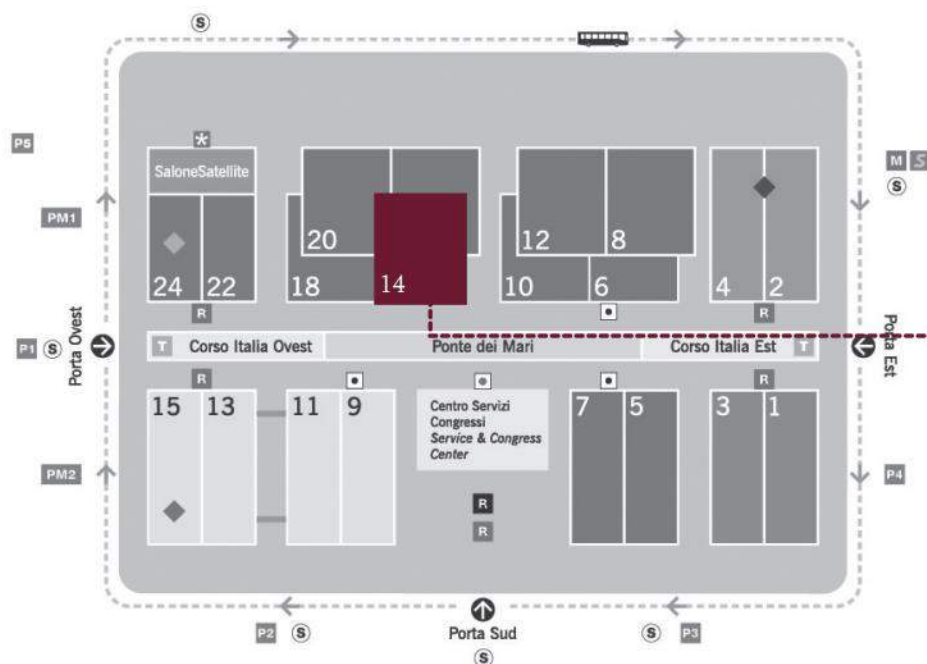 S
P5
*
SaloneSatellite
M S
S
PM1
20
12
8
24 22
18
14
10
6
4 2
R
R
Porta Ovest
P1 S
T Corso Italia Ovest
Ponte dei Mari
Corso Italia Est T
Porta Est
R
R
15 13
11 9
Centro Servizi
Congressi
Service & Congress
Center
7 5
3 1
PM2
P4
R
R
P2 S
Porta Sud
S
S P3